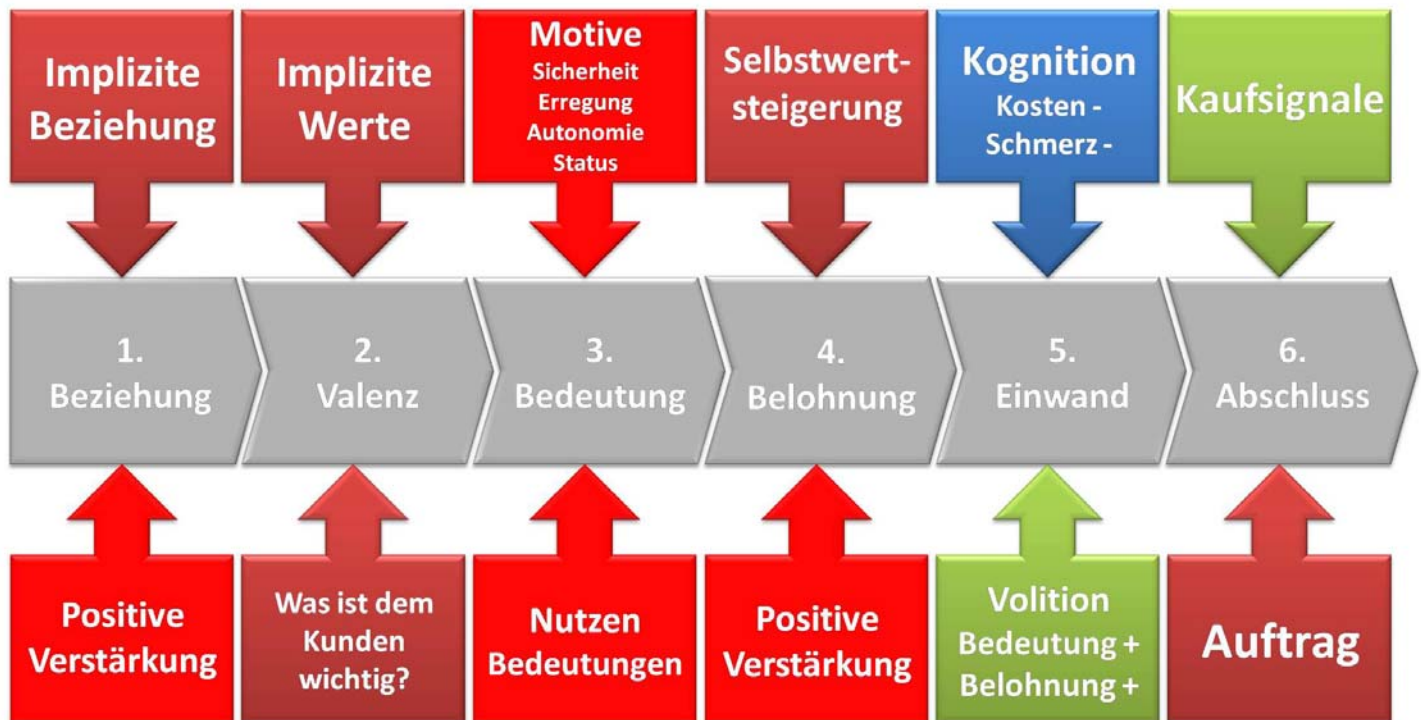 Implizite
Beziehung
Implizite
Werte
Motive
Sicherheit
Erregung
Autonomie
Status
Selbstwert-
steigerung
Kognition
Kosten -
Schmerz -
Kaufsignale
1.
Beziehung
2.
Valenz
3.
Bedeutung
4.
Belohnung
5.
Einwand
6.
Abschluss
Positive
Verstärkung
Was ist dem
Kunden
wichtig?
Nutzen
Bedeutungen
Positive
Verstärkung
Volition
Bedeutung +
Belohnung +
Auftrag